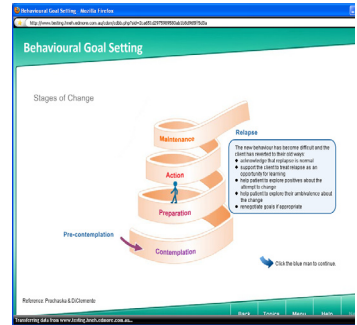 Behavioural Goal Setting - Mozilla Firefox
Behavioural Goal Setting
Stages of Change
Maintenance
Action
Preparation
Pre-contemplation
Contemplation
Relapse
The new behaviour has become difficult and the
client has reverted to their old ways:
acknowledge that replapse is normal
support the client to treat relapse as an
opportunity for learning
help patient to explore positives about the
attempt to change
help patient to explore their ambivalence about
the change
renegotiate goals if appropriate
Click the blue man to continue.
Reference: Prochaska & DiClemente
Back Topics Menu Help